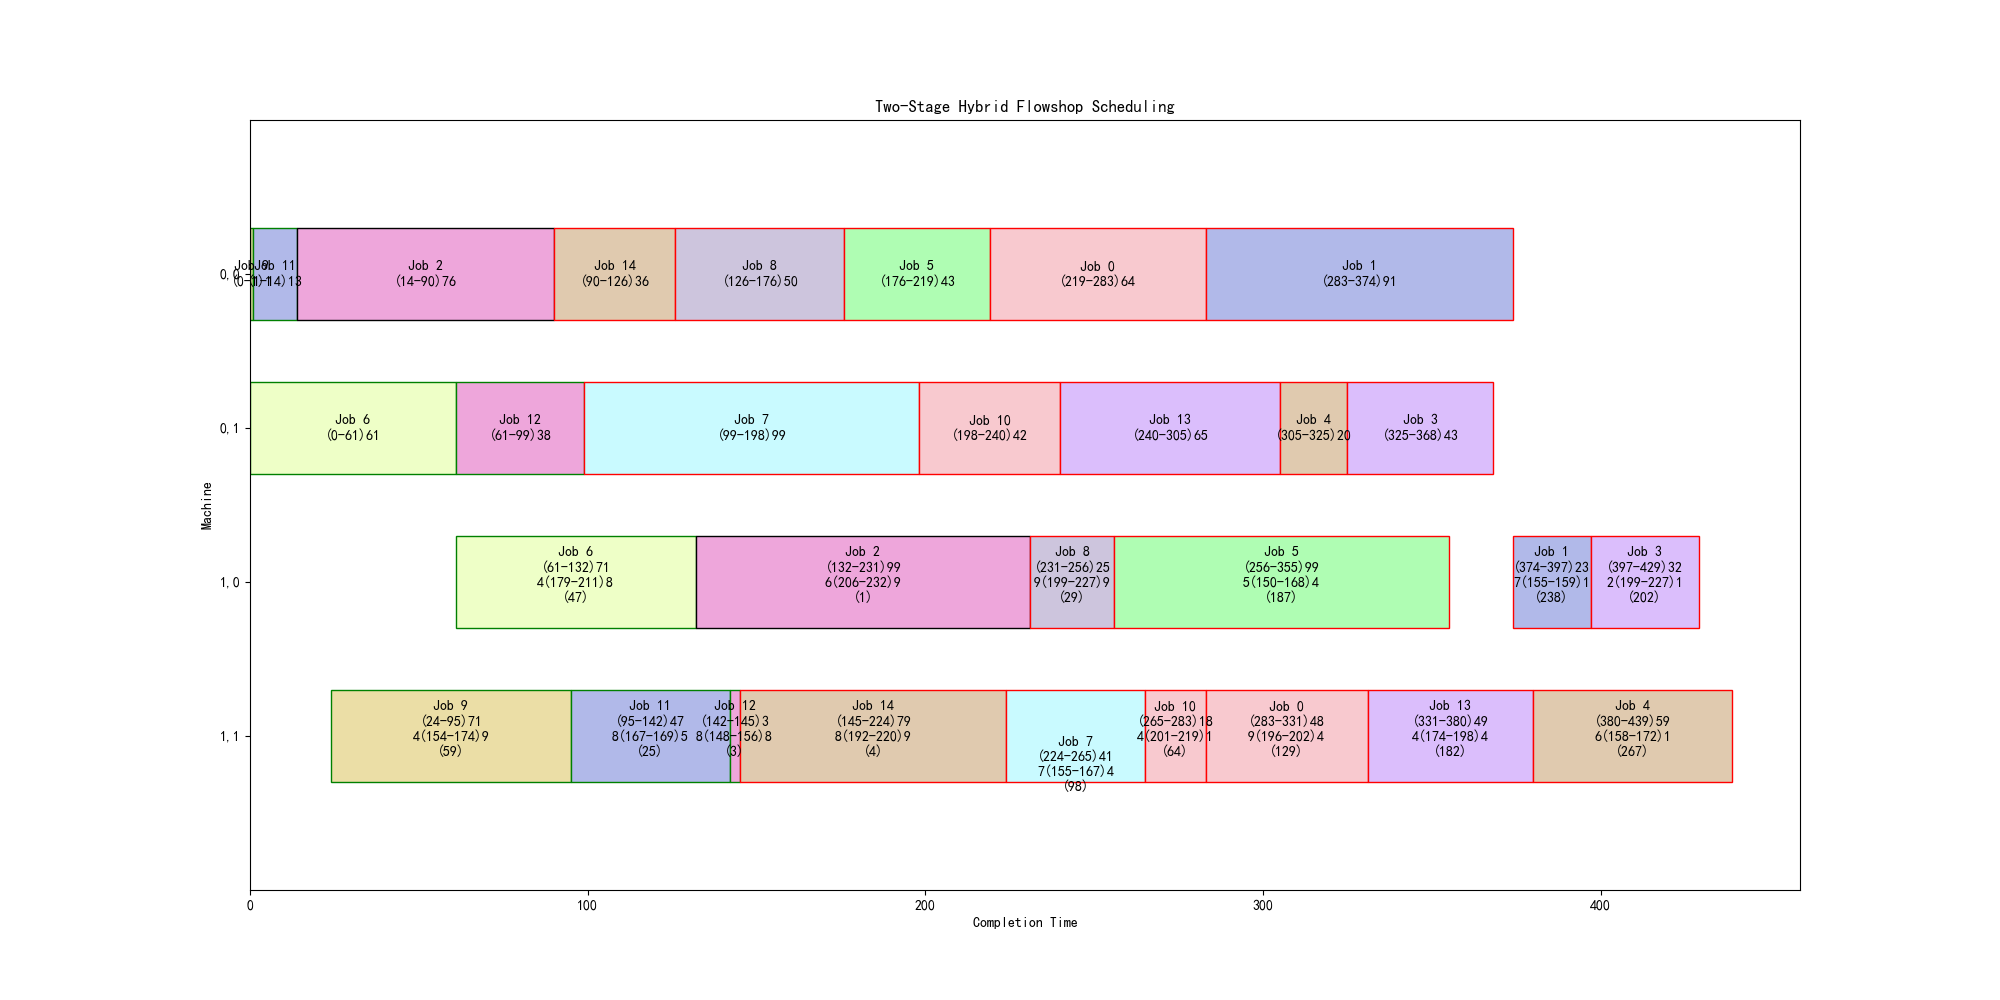 Two-Stage Hybrid Flowshop Scheduling
0,0
Job 9
(0-1)1
Job 11
(1-14)13
Job 2
(14-90)76
Job 14
(90-126)36
Job 8
(126-176)50
Job 5
(176-219)43
Job 0
(219-283)64
Job 1
(283-374)91
0,1
Job 6
(0-61)61
Job 12
(61-99)38
Job 7
(99-198)99
Job 10
(198-240)42
Job 13
(240-305)65
Job 4
(305-325)20
Job 3
(325-368)43
Machine
1,0
Job 6
(61-132)71
4(179-211)8
(47)
Job 2
(132-231)99
6(206-232)9
(1)
Job 8
(231-256)25
9(199-227)9
(29)
Job 5
(256-355)99
5(150-168)4
(187)
Job 1
(374-397)23
7(155-159)1
(238)
Job 3
(397-429)32
2(199-227)1
(202)
1,1
Job 9
(24-95)71
4(154-174)9
(59)
Job 11
(95-142)47
8(167-169)5
(25)
Job 12
(142-145)3
8(148-156)8
(3)
Job 14
(145-224)79
8(192-220)9
(4)
Job 7
(224-265)41
7(155-167)4
(98)
Job 10
(265-283)18
4(201-219)1
(64)
Job 0
(283-331)48
9(196-202)4
(129)
Job 13
(331-380)49
4(174-198)4
(182)
Job 4
(380-439)59
6(158-172)1
(267)
0
100
200
300
400
Completion Time